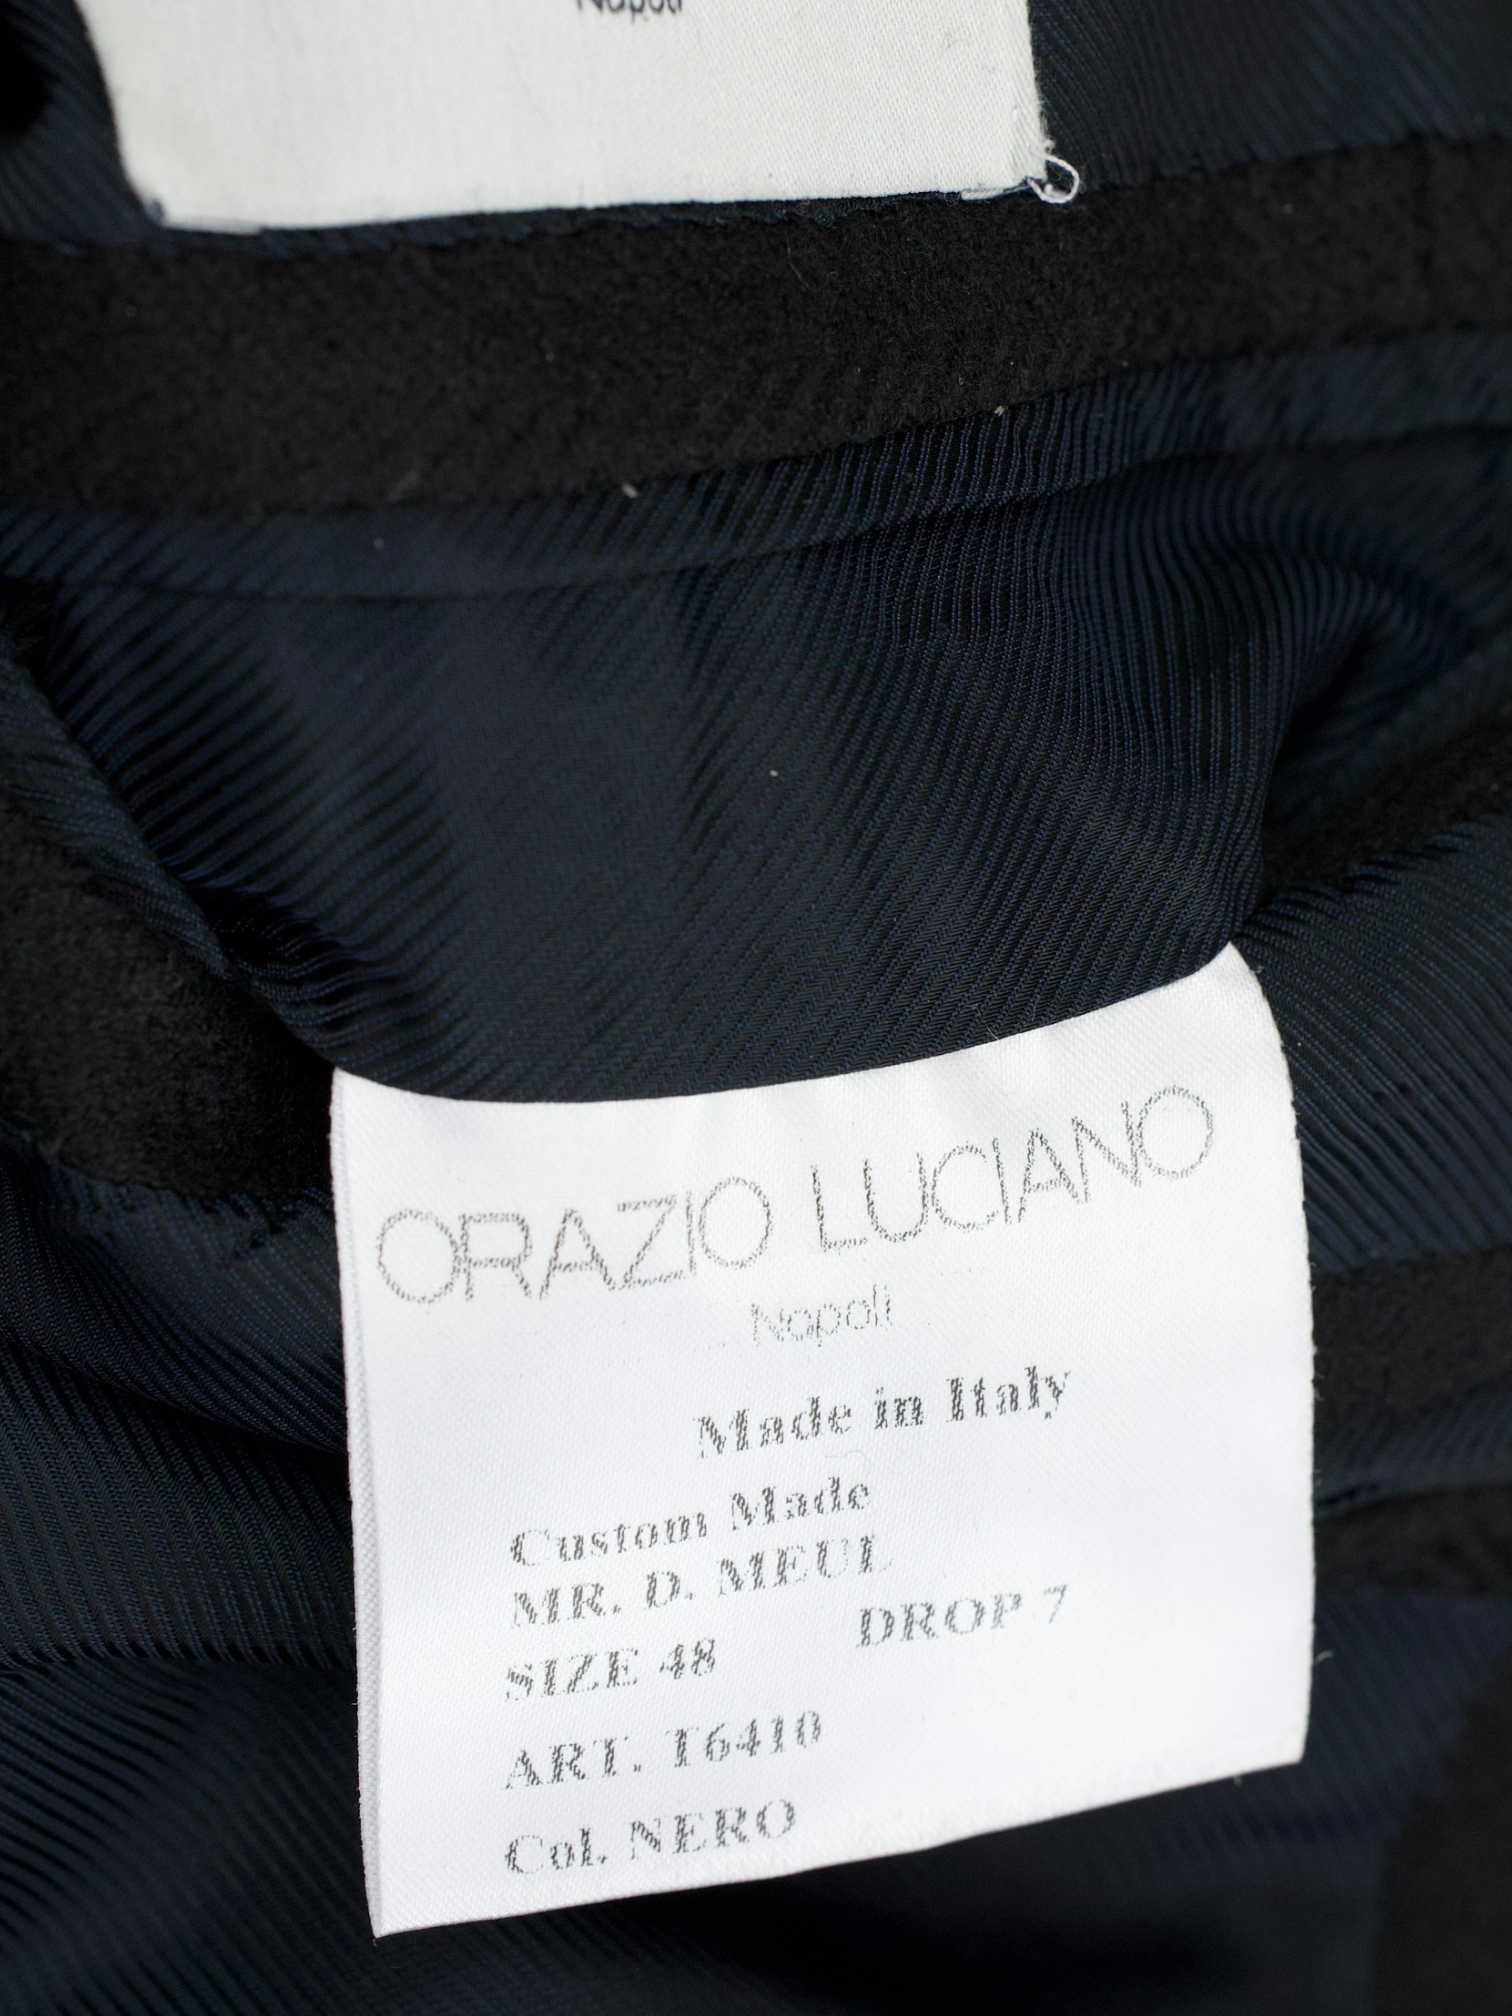 Napoli
ORAZIO LUCIANO
Napoli
Made in Italy
Custom Made
MR. D. MEUL
SIZE 48 DROP 7
ART. T6410
Col. NERO